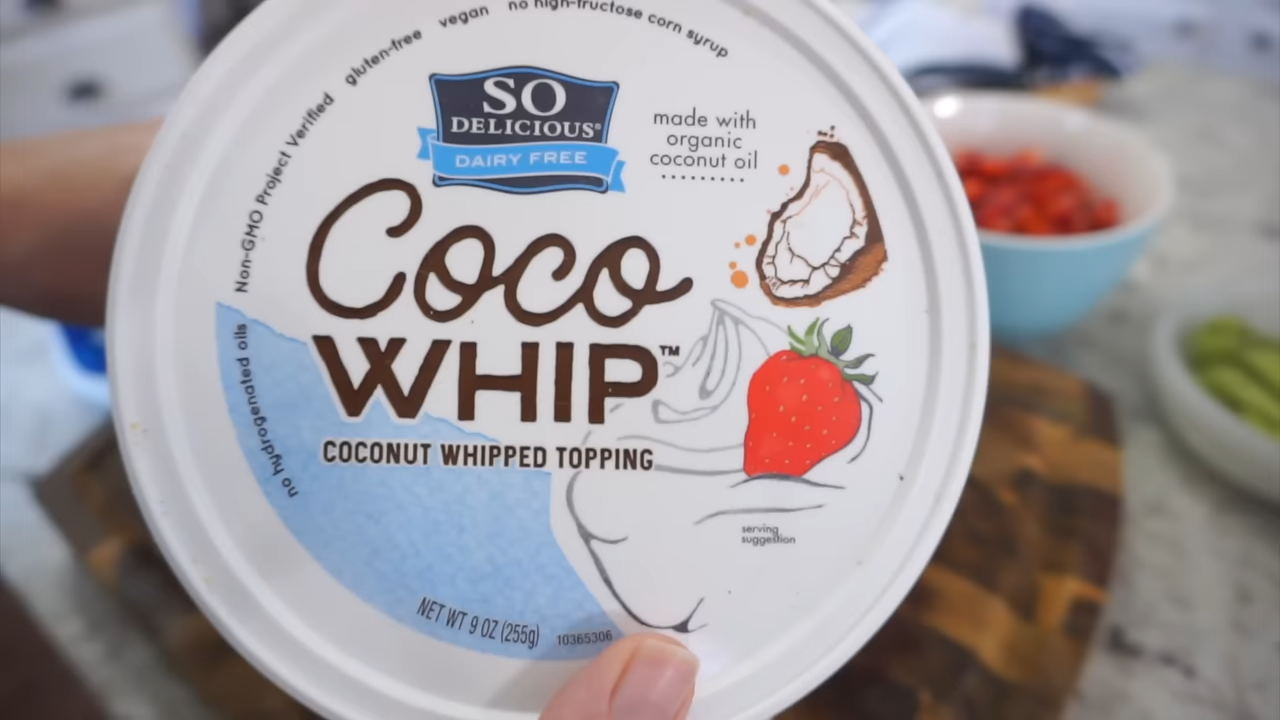 Non-GMO Project Verified gluten-free vegan no high-fructose corn syrup
SO
DELICIOUS®
DAIRY FREE
made with
organic
coconut oil
Coco
WHIP™
COCONUT WHIPPED TOPPING
no hydrogenated oils
serving
suggestion
NET WT 9 OZ (255g) 10365306